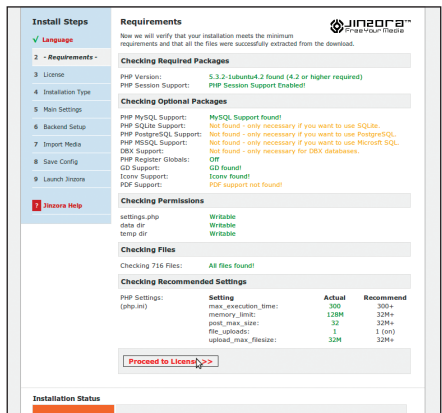 Install Steps
√ Language
2 - Requirements -
3 License
4 Installation Type
5 Main Settings
6 Backend Setup
7 Import Media
8 Save Config
9 Launch Jinzora
? Jinzora Help
Requirements
Now we will verify that your installation meets the minimum
requirements and that all the files were successfully extracted from the download.
JINZORA™
Free Your Media
Checking Required Packages
PHP Version: 5.3.2-1ubuntu4.2 found (4.2 or higher required)
PHP Session Support: PHP Session Support Enabled!
Checking Optional Packages
PHP MySQL Support: MySQL Support found!
PHP SQLite Support: Not found - only necessary if you want to use SQLite.
PHP PostgreSQL Support: Not found - only necessary if you want to use PostgreSQL.
PHP MSSQL Support: Not found - only necessary if you want to use Microsft SQL.
DBX Support: Not found - only necessary for DBX databases.
PHP Register Globals: Off
GD Support: GD found!
Iconv Support: Iconv found!
PDF Support: PDF support not found!
Checking Permissions
settings.php Writable
data dir Writable
temp dir Writable
Checking Files
Checking 716 Files: All files found!
Checking Recommended Settings
PHP Settings: Setting Actual Recommend
(php.ini) max_execution_time: 300 300+
memory_limit: 128M 32M+
post_max_size: 32 32M+
file_uploads: 1 1 (on)
upload_max_filesize: 32M 32M+
Proceed to License >>
Installation Status